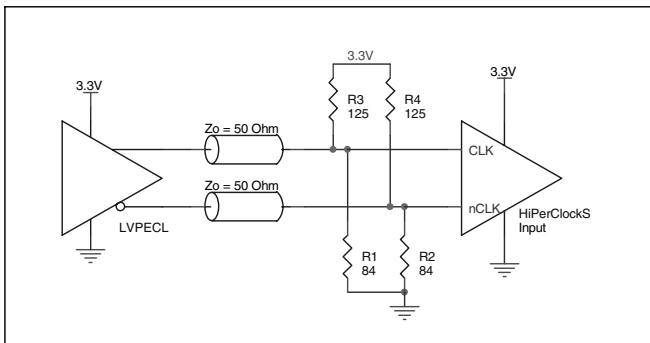 3.3V
3.3V
3.3V
R3
125
R4
125
Zo = 50 Ohm
CLK
Zo = 50 Ohm
nCLK
LVPECL
HiPerClockS
Input
R1
84
R2
84